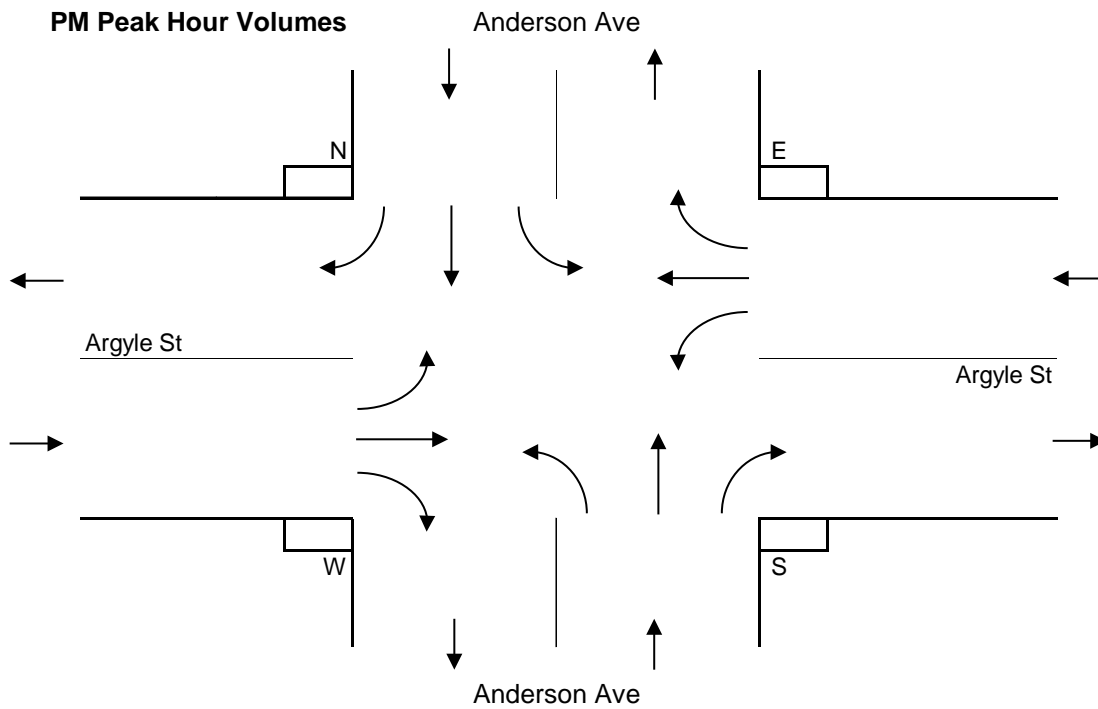 PM Peak Hour Volumes
Anderson Ave
N
E
Argyle St
Argyle St
W
S
Anderson Ave